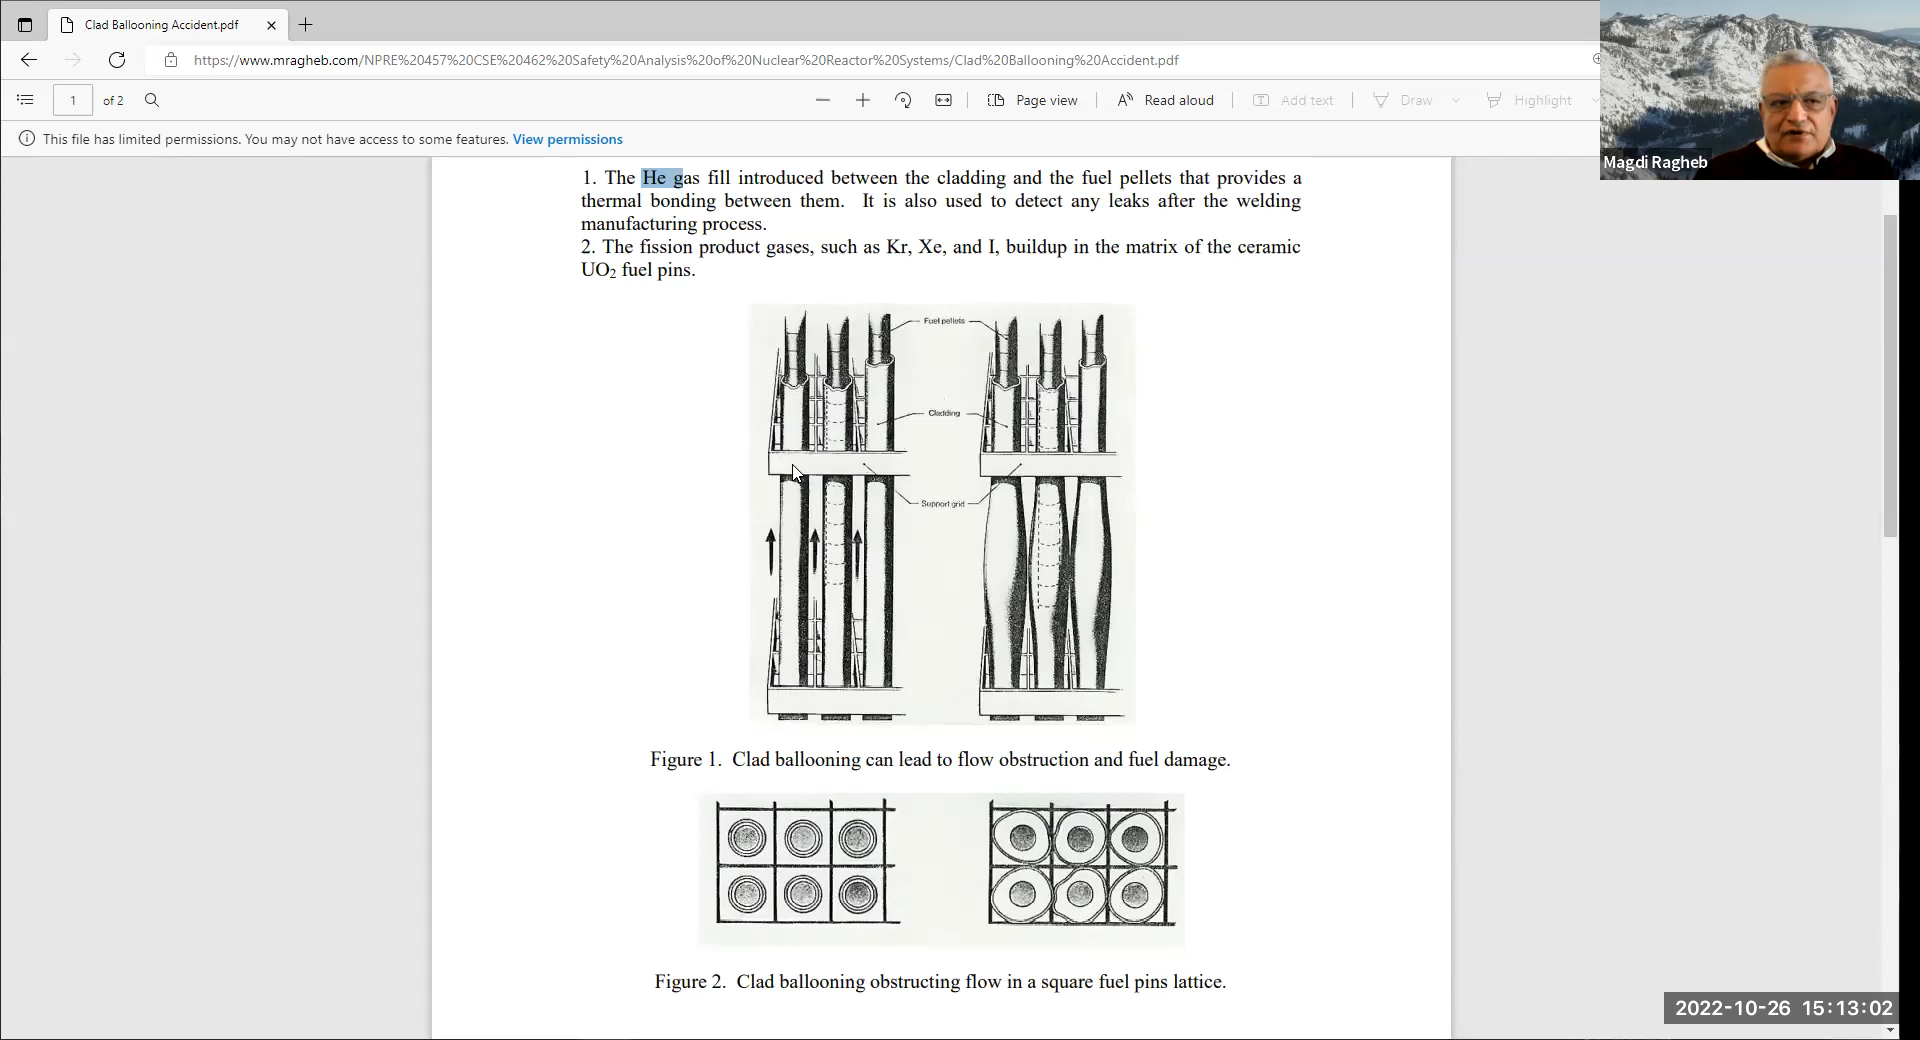 Clad Ballooning Accident.pdf
https://www.mragheb.com/NPRE%20457%20CSE%20462%20Safety%20Analysis%20of%20Nuclear%20Reactor%20Systems/Clad%20Ballooning%20Accident.pdf
1 of 2
Page view
Read aloud
Add text
Draw
Highlight
This file has limited permissions. You may not have access to some features. View permissions
Magdi Ragheb
1. The He gas fill introduced between the cladding and the fuel pellets that provides a
thermal bonding between them. It is also used to detect any leaks after the welding
manufacturing process.
2. The fission product gases, such as Kr, Xe, and I, buildup in the matrix of the ceramic
UO2 fuel pins.
Fuel pellets
Cladding
Support grid
Figure 1. Clad ballooning can lead to flow obstruction and fuel damage.
Figure 2. Clad ballooning obstructing flow in a square fuel pins lattice.
2022-10-26 15:13:02